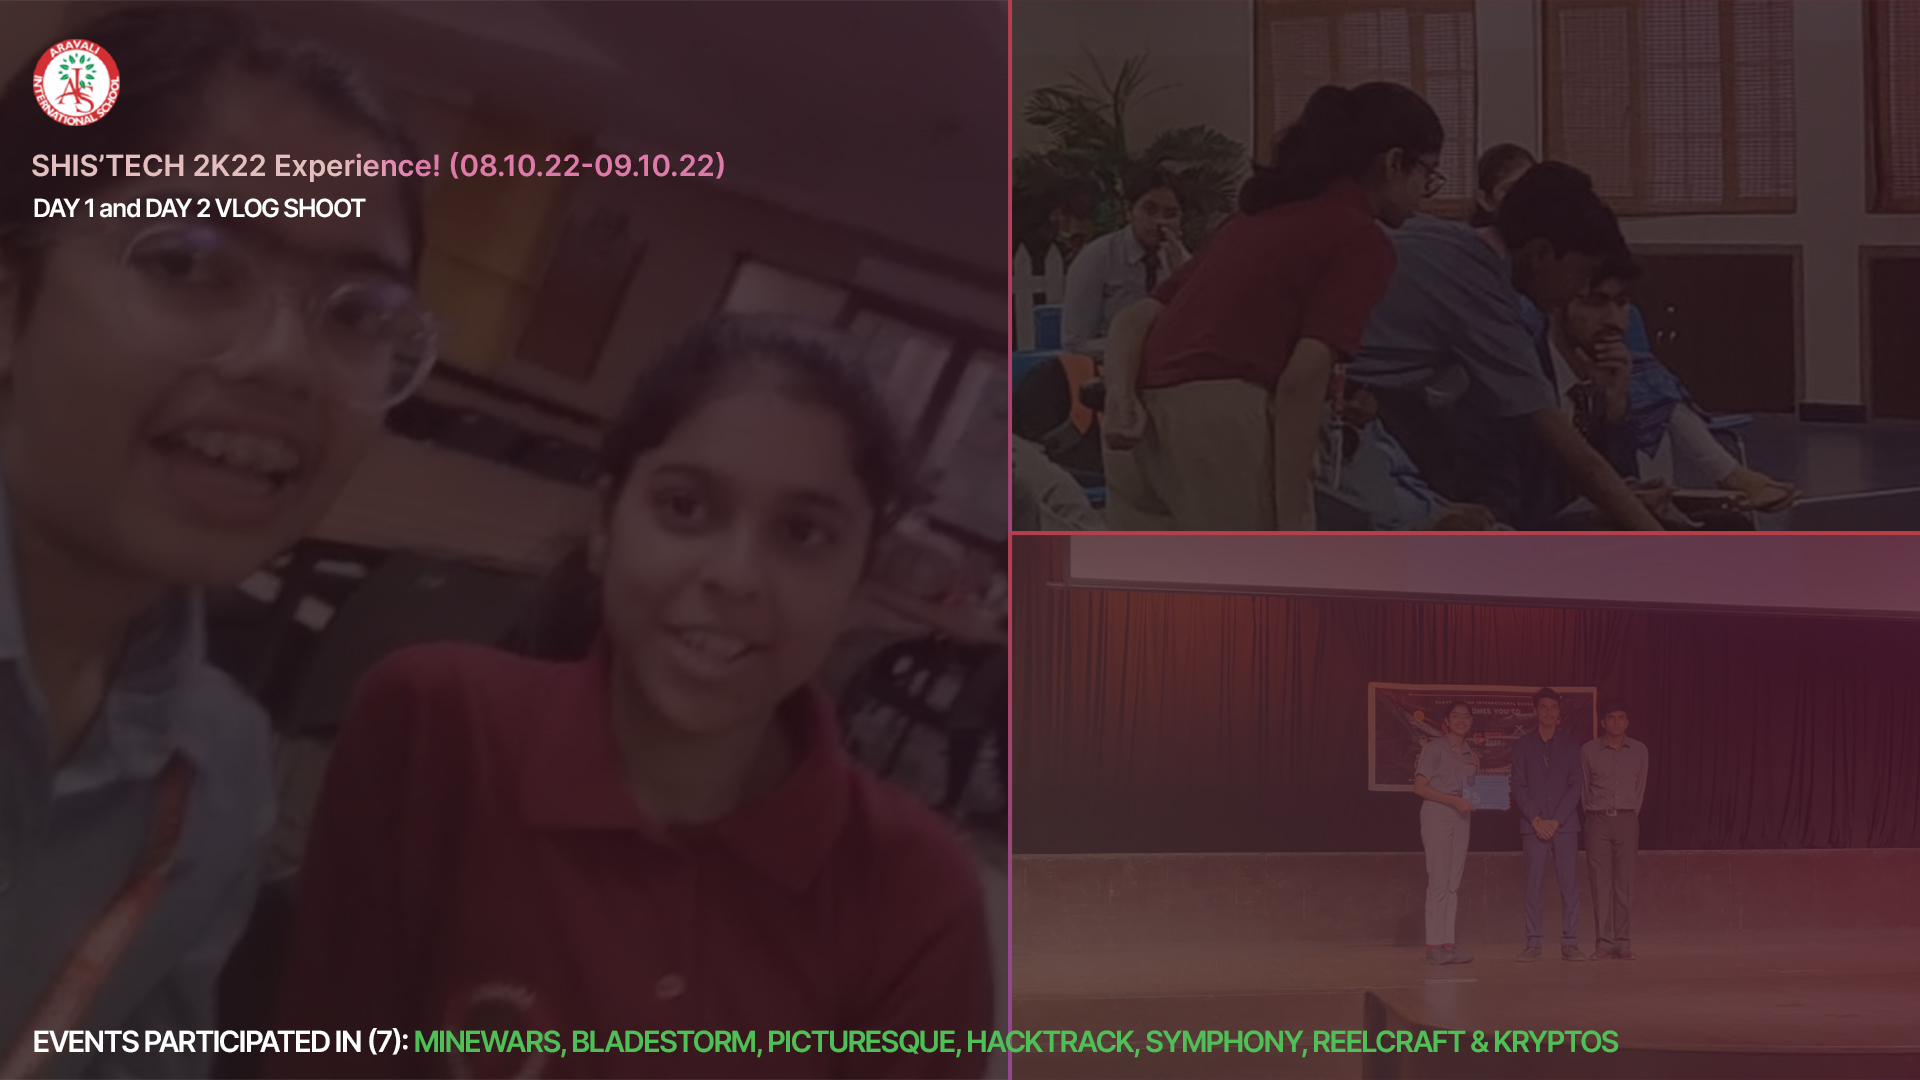 ARAVALI
INTERNATIONAL SCHOOL
AIS
SHIS’TECH 2K22 Experience! (08.10.22-09.10.22)
DAY 1 and DAY 2 VLOG SHOOT
EVENTS PARTICIPATED IN (7): MINEWARS, BLADESTORM, PICTURESQUE, HACKTRACK, SYMPHONY, REELCRAFT & KRYPTOS